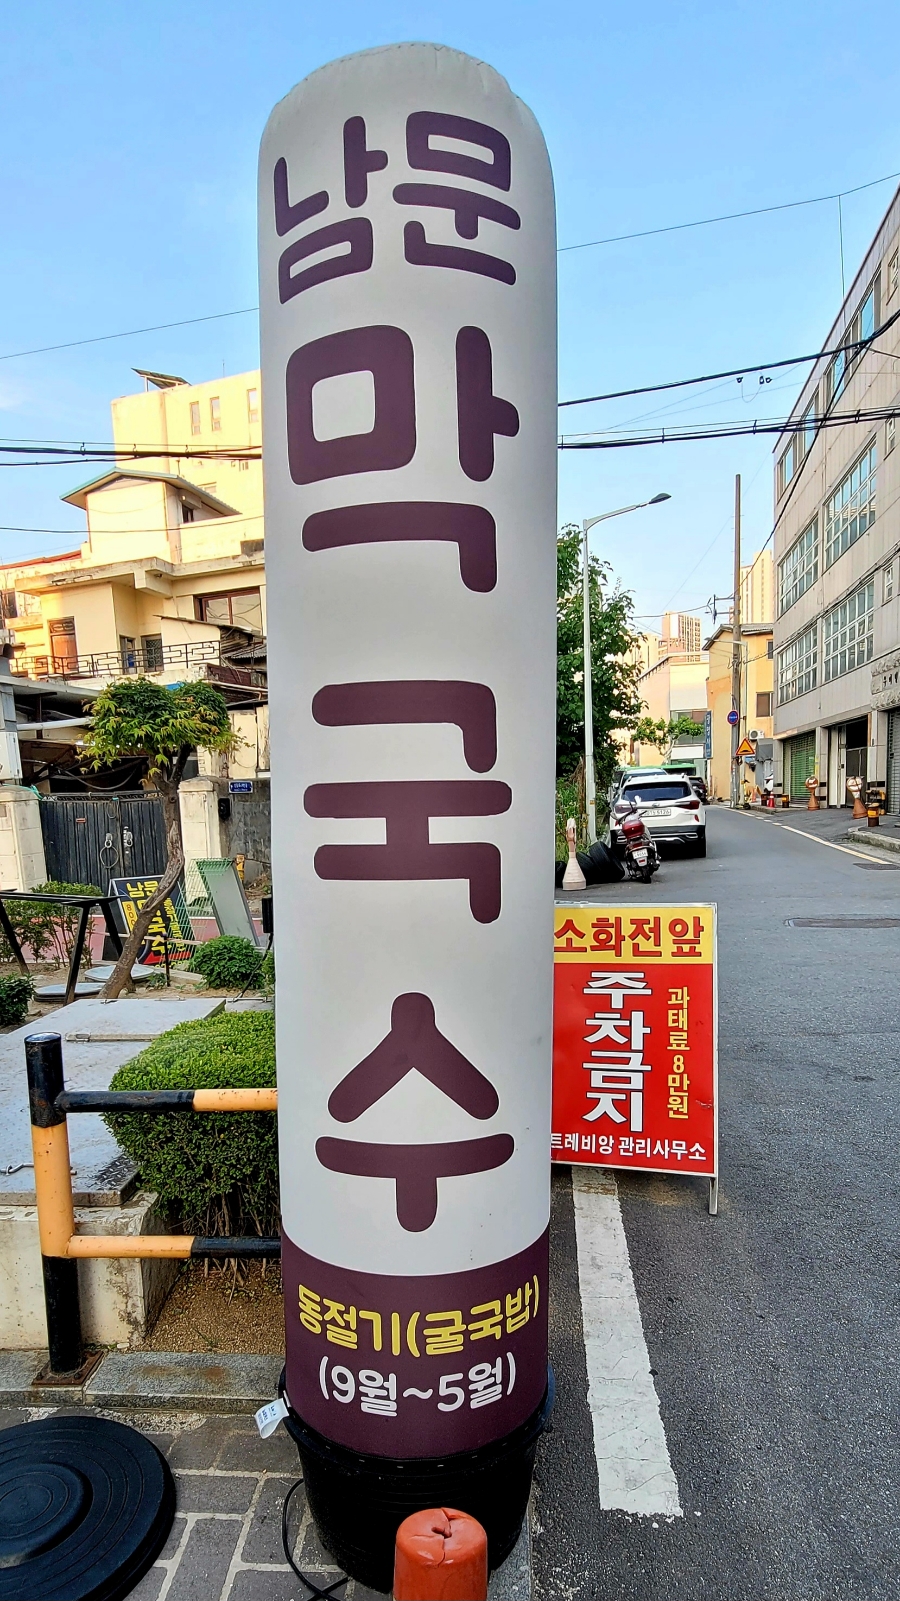 남문
막국수
동절기(굴국밥)
(9월~5월)
소화전앞
주차금지
과태료 8만원
트레비앙 관리사무소